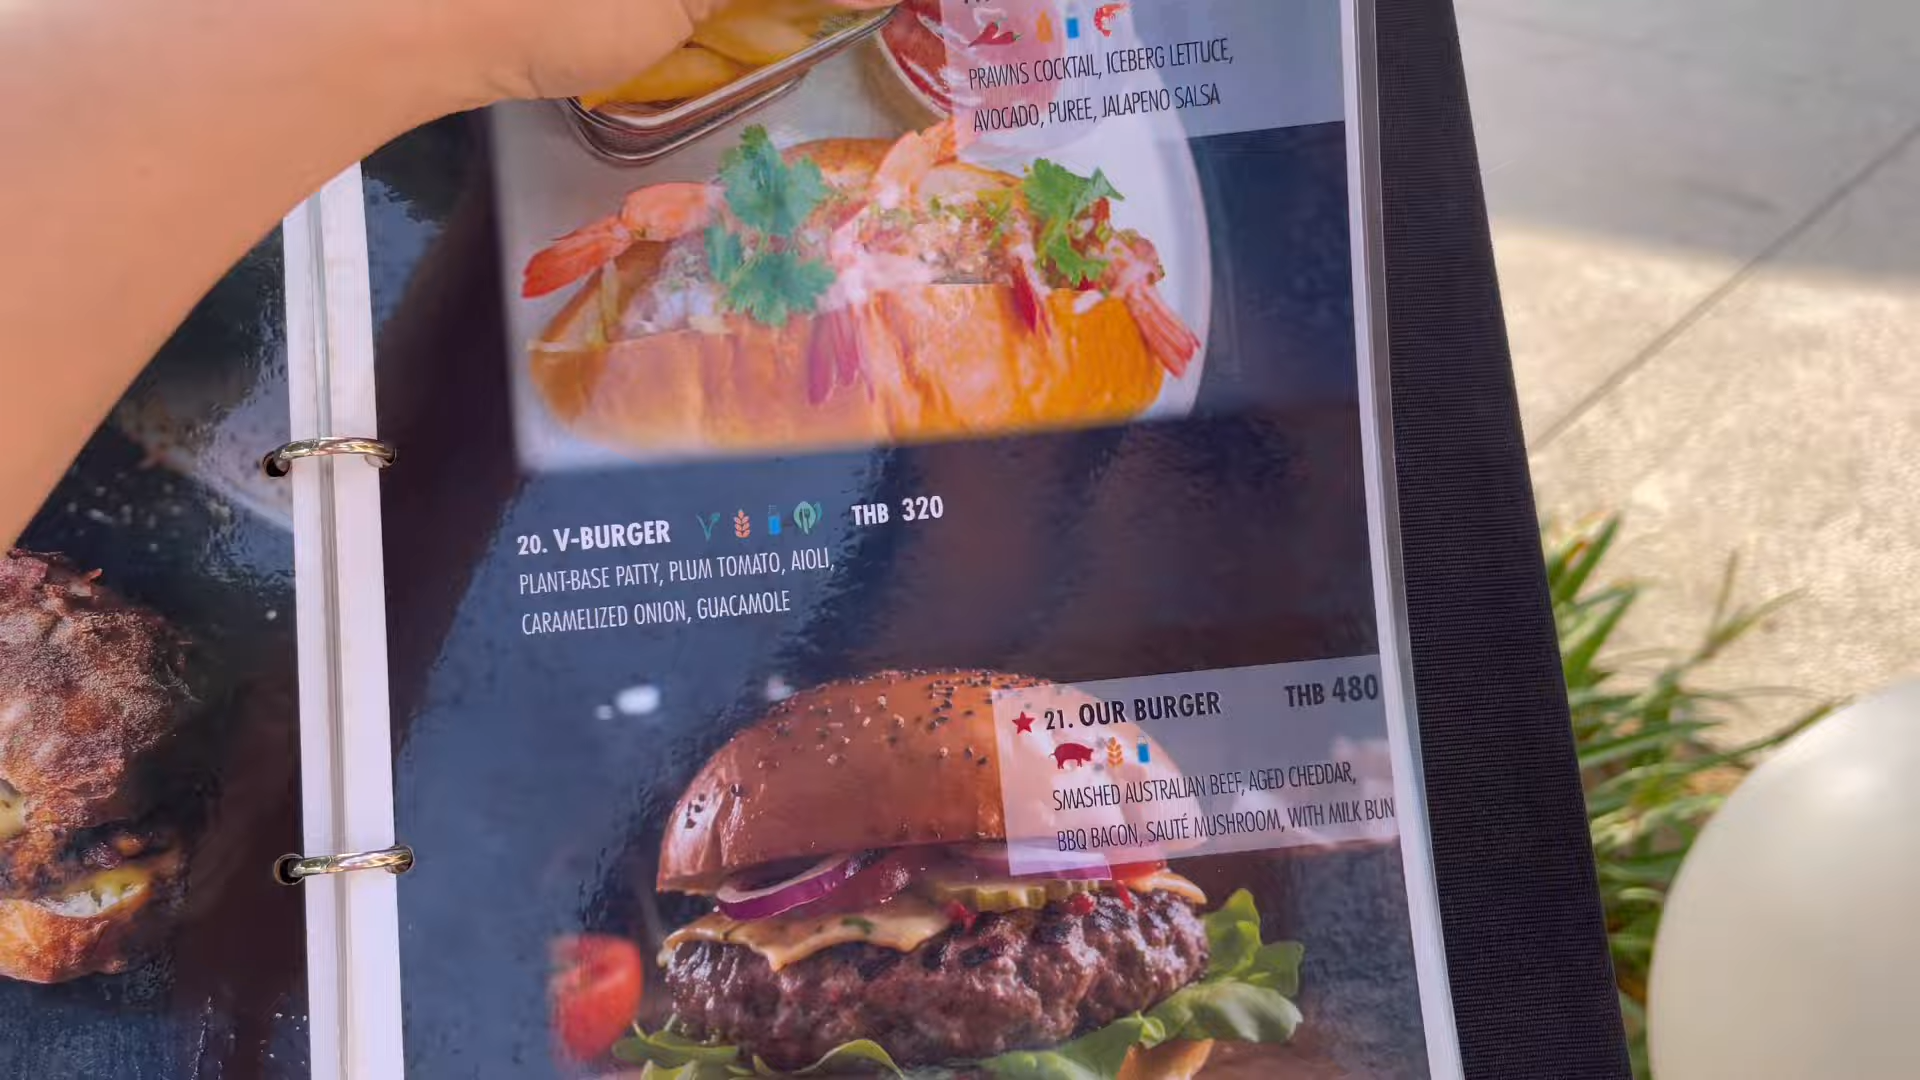 PRAWNS COCKTAIL, ICEBERG LETTUCE,
AVOCADO, PUREE, JALAPENO SALSA
20. V-BURGER THB 320
PLANT-BASE PATTY, PLUM TOMATO, AIOLI,
CARAMELIZED ONION, GUACAMOLE
21. OUR BURGER THB 480
SMASHED AUSTRALIAN BEEF, AGED CHEDDAR,
BBQ BACON, SAUTÉ MUSHROOM, WITH MILK BUN